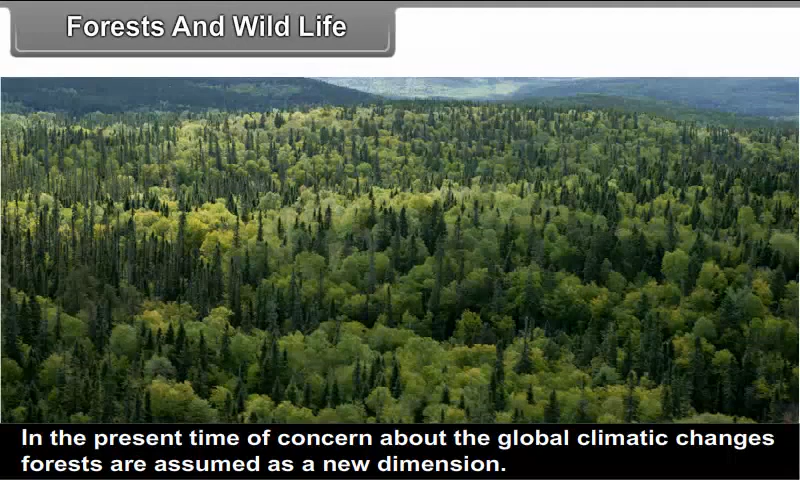 Forests And Wild Life
In the present time of concern about the global climatic changes
forests are assumed as a new dimension.